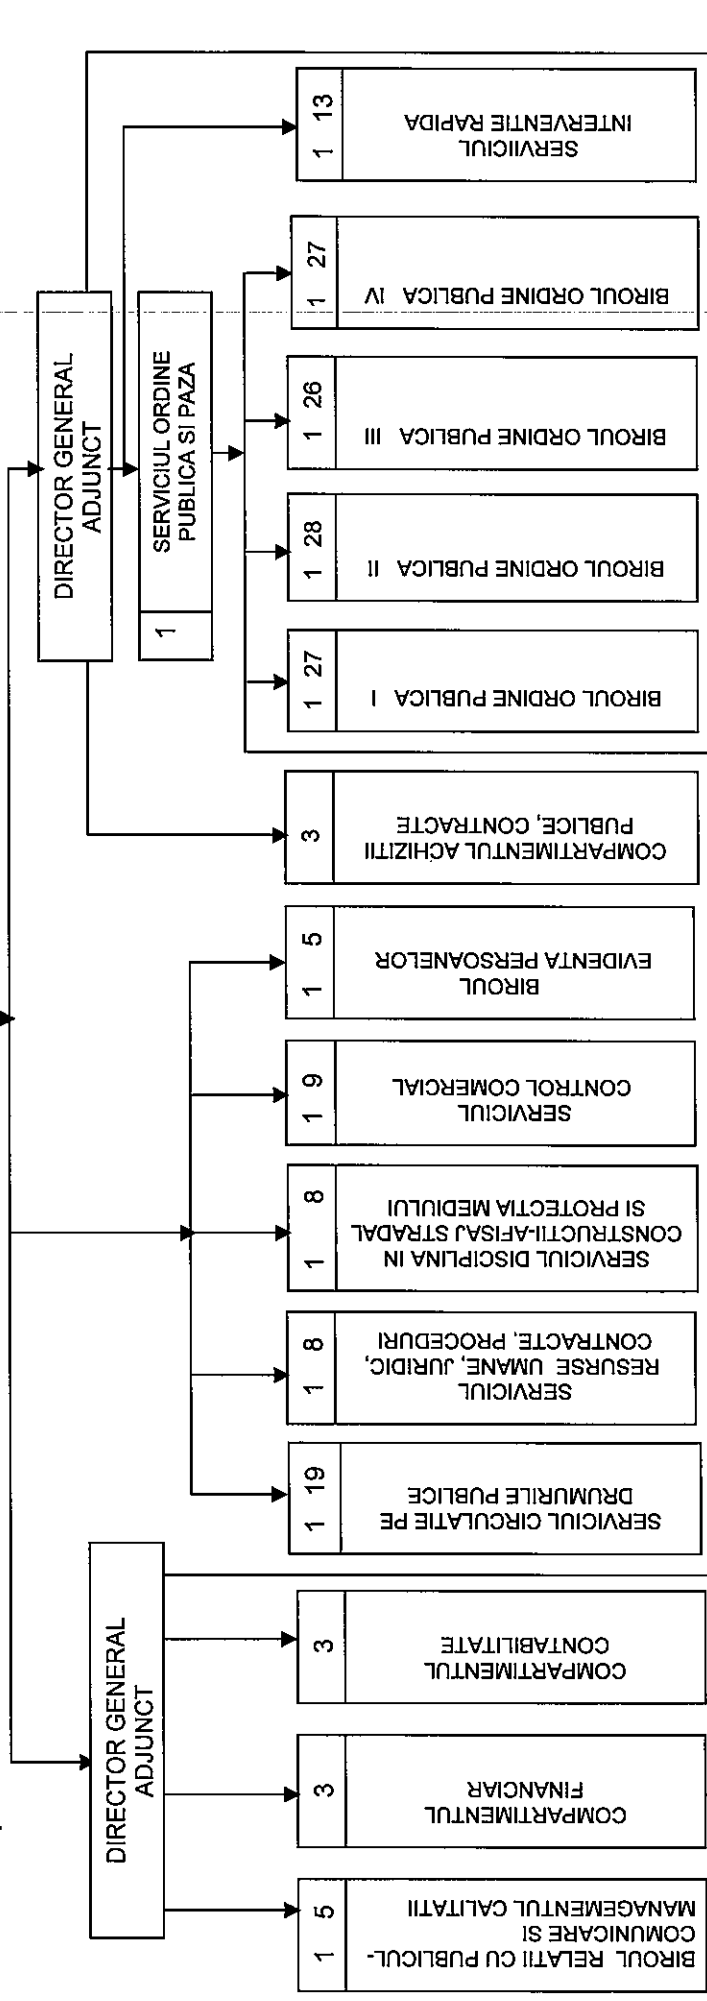 DIRECTOR GENERAL
ADJUNCT
DIRECTOR GENERAL
ADJUNCT
1
SERVICIUL ORDINE
PUBLICA SI PAZA
1 5
BIROUL RELATII CU PUBLICUL-
COMUNICARE SI
MANAGEMENTUL CALITATII
3
COMPARTIMENTUL
FINANCIAR
3
COMPARTIMENTUL
CONTABILITATE
1 19
SERVICIUL CIRCULATIE PE
DRUMURILE PUBLICE
1 8
SERVICIUL
RESURSE UMANE, JURIDIC,
CONTRACTE, PROCEDURI
1 8
SERVICIUL DISCIPLINA IN
CONSTRUCTII-AFISAJ STRADAL
SI PROTECTIA MEDIULUI
1 9
SERVICIUL
CONTROL COMERCIAL
1 5
BIROUL
EVIDENTA PERSOANELOR
3
COMPARTIMENTUL ACHIZITII
PUBLICE, CONTRACTE
1 27
BIROUL ORDINE PUBLICA I
1 28
BIROUL ORDINE PUBLICA II
1 26
BIROUL ORDINE PUBLICA III
1 27
BIROUL ORDINE PUBLICA IV
1 13
SERVIICIUL
INTERVENTIE RAPIDA